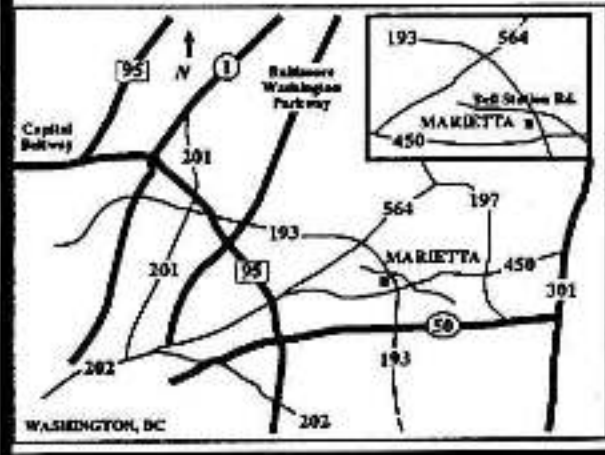 193
564
Bell Station Rd.
MARIETTA
450
95
N
1
Baltimore
Washington
Parkway
Capital
Beltway
201
564
197
193
MARIETTA
450
201
95
301
50
202
193
202
WASHINGTON, DC